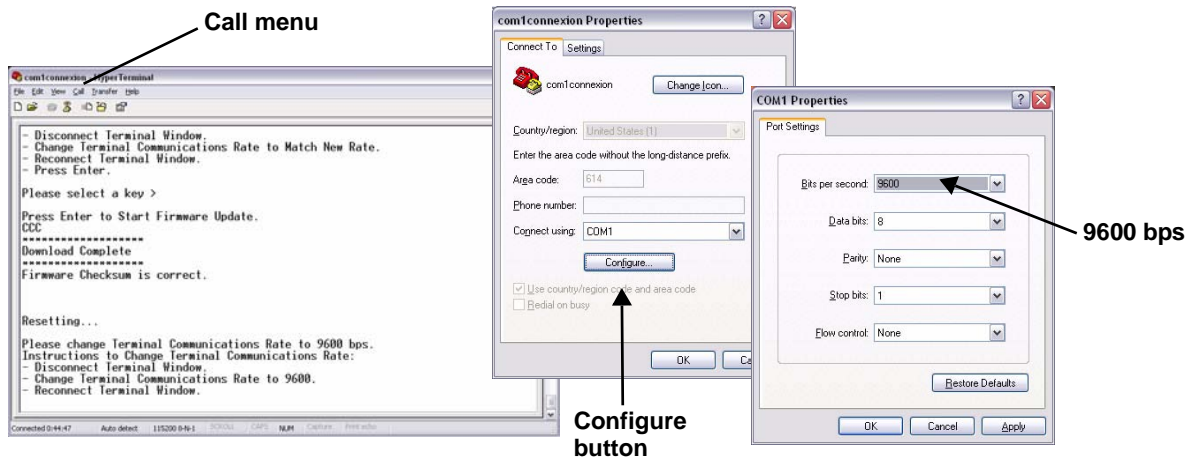 Call menu
com1connexion - HyperTerminal
File Edit View Call Transfer Help
- Disconnect Terminal Window.
- Change Terminal Communications Rate to Match New Rate.
- Reconnect Terminal Window.
- Press Enter.
Please select a key >
Press Enter to Start Firmware Update.
CCC
===================
Download Complete
===================
Firmware Checksum is correct.
Resetting...
Please change Terminal Communications Rate to 9600 bps.
Instructions to Change Terminal Communications Rate:
- Disconnect Terminal Window.
- Change Terminal Communications Rate to 9600.
- Reconnect Terminal Window.
Connected 0:44:47 Auto detect 115200 8-N-1 SCROLL CAPS NUM Capture Print echo
com1connexion Properties
Connect To Settings
com1connexion Change Icon...
Country/region: United States (1)
Enter the area code without the long-distance prefix.
Area code: 614
Phone number:
Connect using: COM1
Configure...
Use country/region code and area code
Redial on busy
OK Ca
Configure
button
COM1 Properties
Port Settings
Bits per second: 9600
Data bits: 8
Parity: None
Stop bits: 1
Flow control: None
Restore Defaults
OK Cancel Apply
9600 bps